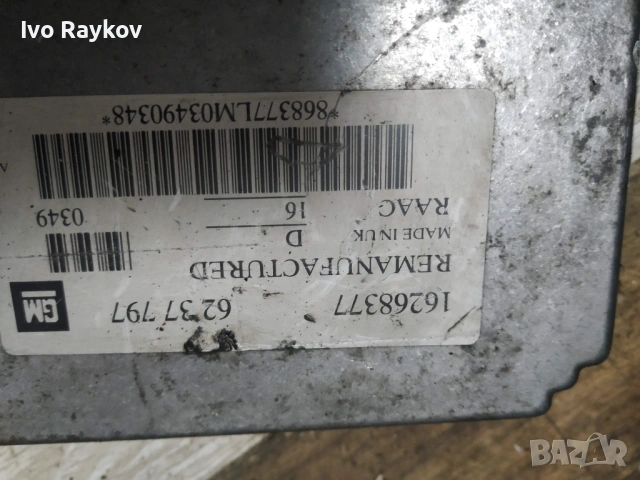 Ivo Raykov
16268377 62 37 797
GM
REMANUFACTURED
MADE IN UK D
RAAC 16 0349
*868377LM03490348*
BAZAR